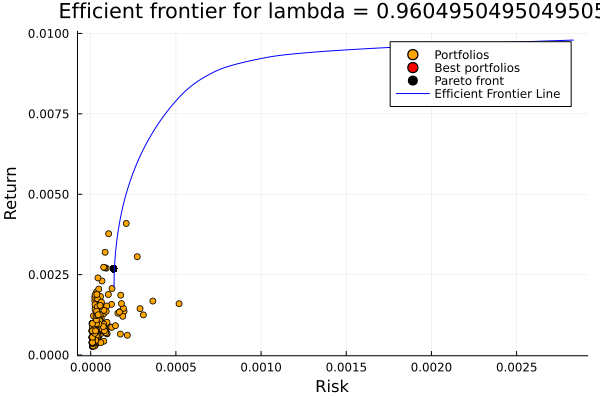 Efficient frontier for lambda = 0.9604950495049505
0.0100
0.0075
0.0050
0.0025
0.0000
Return
Portfolios
Best portfolios
Pareto front
Efficient Frontier Line
0.0000 0.0005 0.0010 0.0015 0.0020 0.0025
Risk